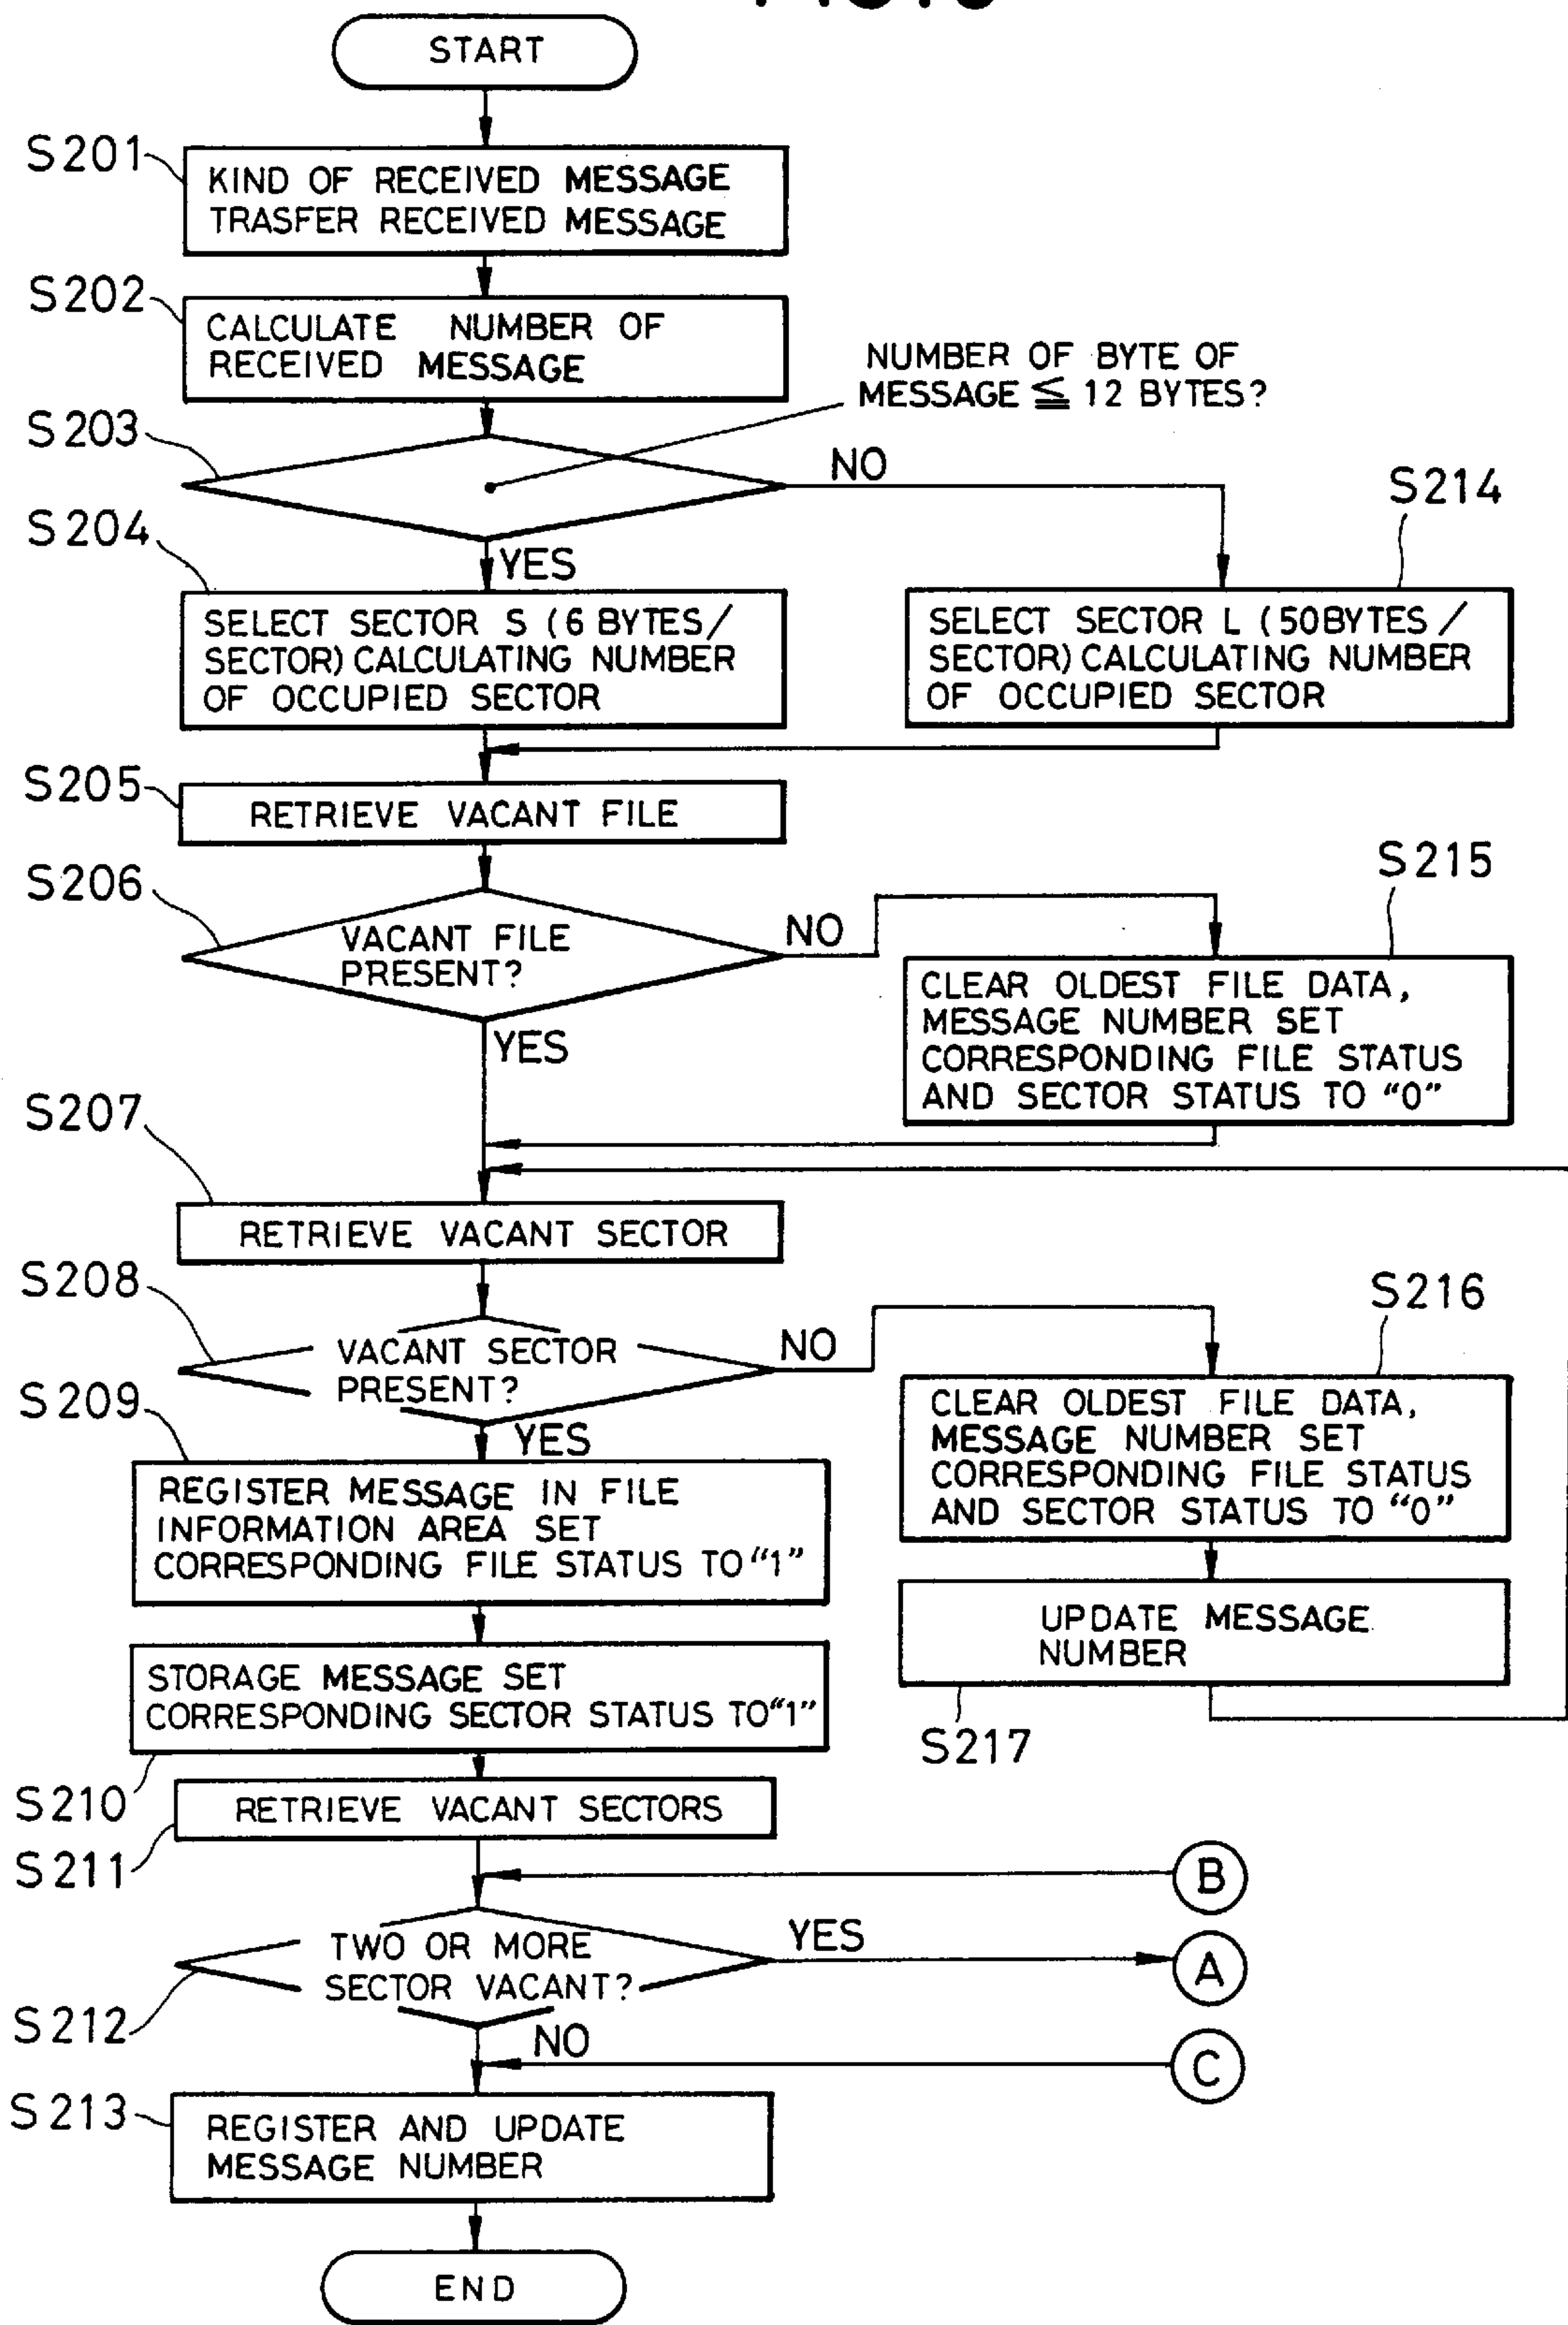 START
S201
KIND OF RECEIVED MESSAGE
TRASFER RECEIVED MESSAGE
S202
CALCULATE NUMBER OF
RECEIVED MESSAGE
NUMBER OF BYTE OF
MESSAGE ≦ 12 BYTES?
S203
NO
S214
S204
YES
SELECT SECTOR S (6 BYTES/
SECTOR) CALCULATING NUMBER
OF OCCUPIED SECTOR
SELECT SECTOR L (50BYTES/
SECTOR) CALCULATING NUMBER
OF OCCUPIED SECTOR
S205
RETRIEVE VACANT FILE
S206
VACANT FILE
PRESENT?
NO
S215
YES
CLEAR OLDEST FILE DATA,
MESSAGE NUMBER SET
CORRESPONDING FILE STATUS
AND SECTOR STATUS TO "0"
S207
RETRIEVE VACANT SECTOR
S208
VACANT SECTOR
PRESENT?
NO
S216
S209
YES
CLEAR OLDEST FILE DATA,
MESSAGE NUMBER SET
CORRESPONDING FILE STATUS
AND SECTOR STATUS TO "0"
REGISTER MESSAGE IN FILE
INFORMATION AREA SET
CORRESPONDING FILE STATUS TO "1"
UPDATE MESSAGE
NUMBER
S217
STORAGE MESSAGE SET
CORRESPONDING SECTOR STATUS TO "1"
S210
RETRIEVE VACANT SECTORS
S211
B
TWO OR MORE
SECTOR VACANT?
YES
A
S212
NO
C
S213
REGISTER AND UPDATE
MESSAGE NUMBER
END